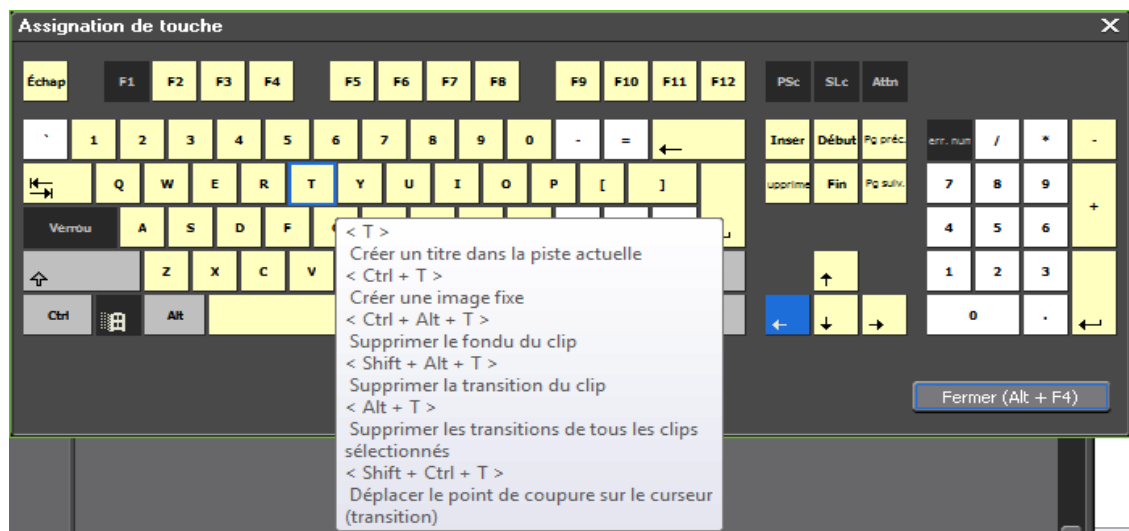 Assignation de touche X
Échap F1 F2 F3 F4 F5 F6 F7 F8 F9 F10 F11 F12 PSc SLc Attn
` 1 2 3 4 5 6 7 8 9 0 - = Inser Début Pg préc. err. num / * -
Q W E R T Y U I O P [ ] upprime Fin Pg suiv. 7 8 9 +
Verrou A S D F 4 5 6
Z X C V 1 2 3
Ctrl Alt 0 .
< T >
Créer un titre dans la piste actuelle
< Ctrl + T >
Créer une image fixe
< Ctrl + Alt + T >
Supprimer le fondu du clip
< Shift + Alt + T >
Supprimer la transition du clip
< Alt + T >
Supprimer les transitions de tous les clips
sélectionnés
< Shift + Ctrl + T >
Déplacer le point de coupure sur le curseur
(transition)
Fermer (Alt + F4)